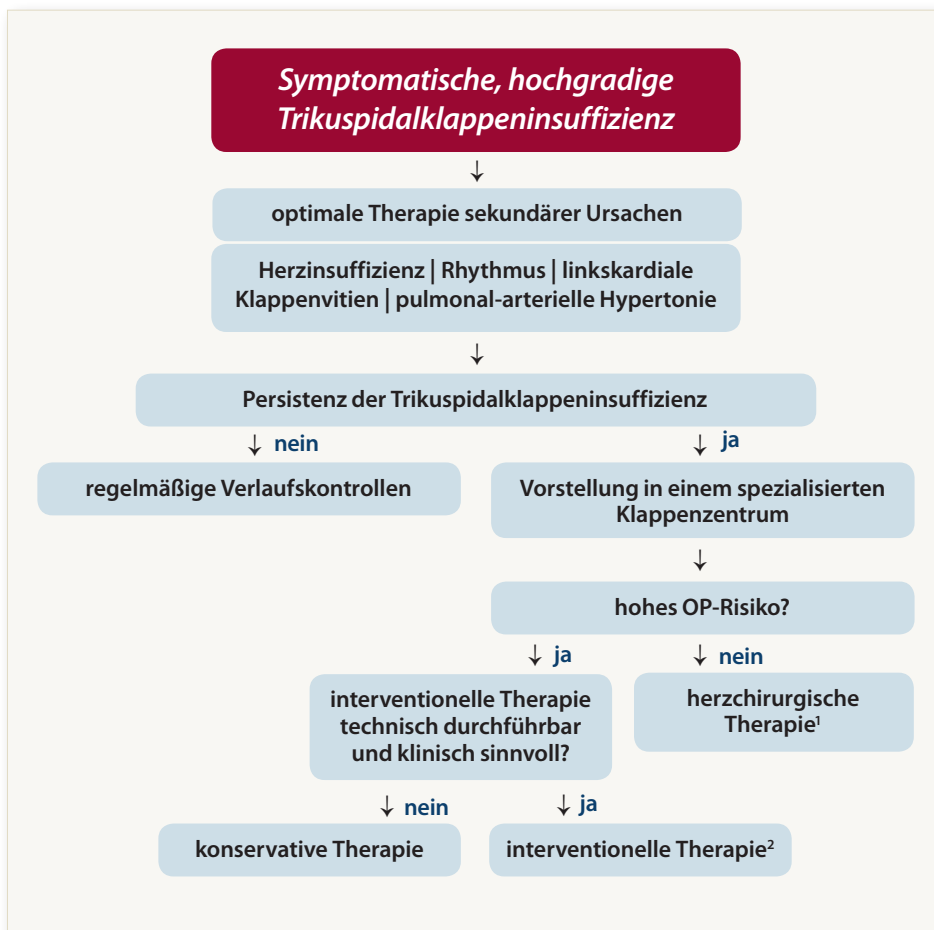 Symptomatische, hochgradige
Trikuspidalklappeninsuffizienz
↓
optimale Therapie sekundärer Ursachen
Herzinsuffizienz | Rhythmus | linkskardiale
Klappenvitien | pulmonal-arterielle Hypertonie
↓
Persistenz der Trikuspidalklappeninsuffizienz
↓ nein
↓ ja
regelmäßige Verlaufskontrollen
Vorstellung in einem spezialisierten
Klappenzentrum
↓
hohes OP-Risiko?
↓ ja
↓ nein
interventionelle Therapie
technisch durchführbar
und klinisch sinnvoll?
herzchirurgische
Therapie¹
↓ nein
↓ ja
konservative Therapie
interventionelle Therapie²